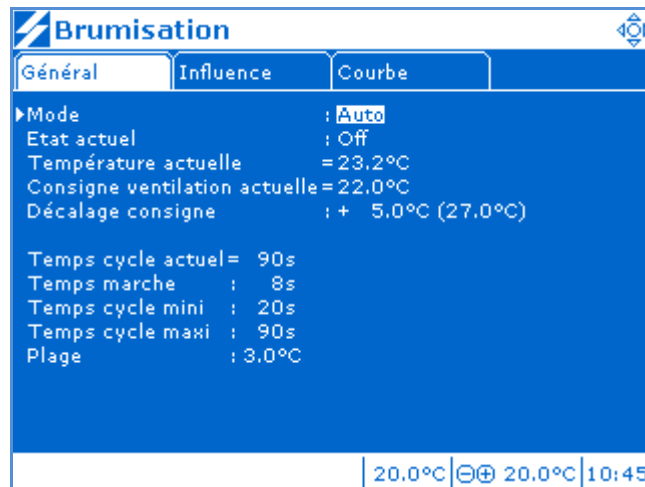 Brumisation
Général Influence Courbe
Mode : Auto
Etat actuel : Off
Température actuelle =23.2°C
Consigne ventilation actuelle=22.0°C
Décalage consigne : + 5.0°C (27.0°C)
Temps cycle actuel= 90s
Temps marche : 8s
Temps cycle mini : 20s
Temps cycle maxi : 90s
Plage : 3.0°C
20.0°C ⊖⊕ 20.0°C 10:45